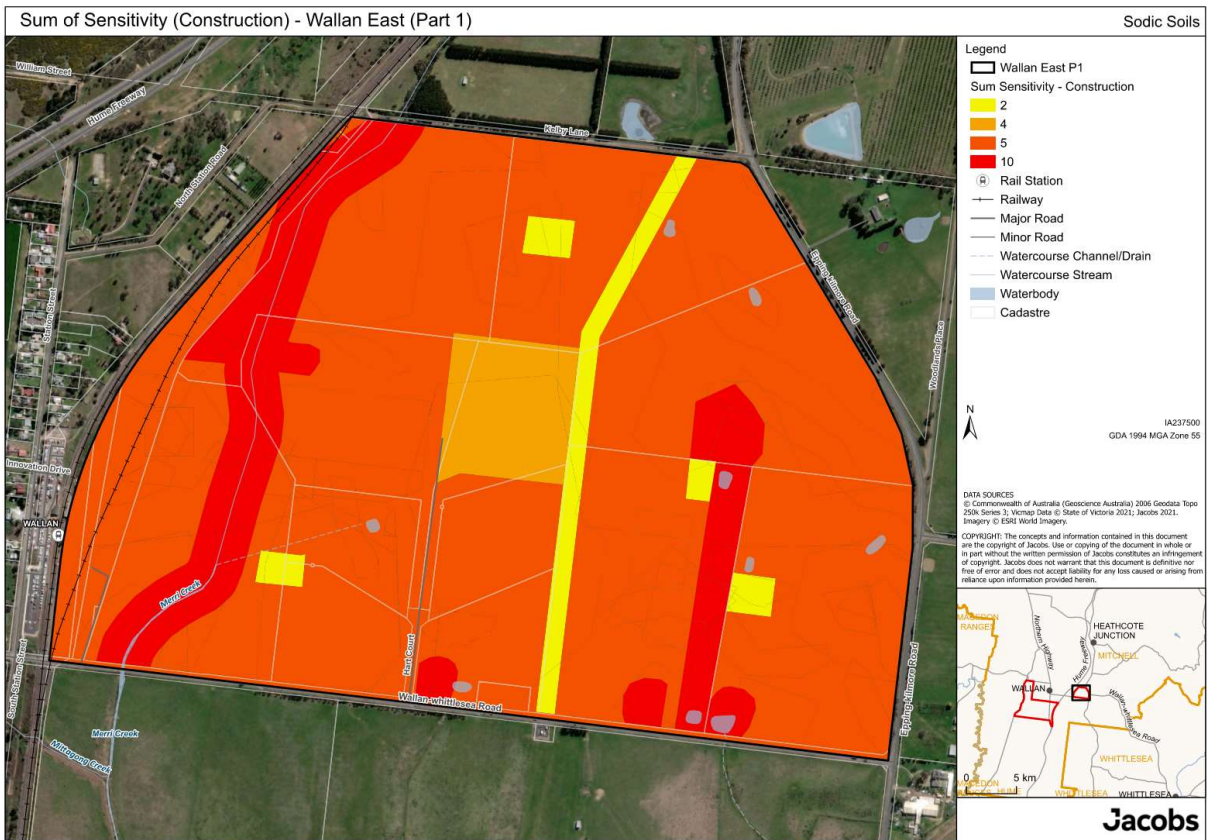 Sum of Sensitivity (Construction) - Wallan East (Part 1)
Sodic Soils
William Street
Hume Freeway
North Station Road
Kelby Lane
Station Street
Epping-kilmore Road
Woodlands Place
Innovation Drive
WALLAN
Merri Creek
Hart Court
Wallan-whittlesea Road
Epping-kilmore Road
South Station Street
Merri Creek
Mittagong Creek
Legend
Wallan East P1
Sum Sensitivity - Construction
2
4
5
10
Rail Station
Railway
Major Road
Minor Road
Watercourse Channel/Drain
Watercourse Stream
Waterbody
Cadastre
N
IA237500
GDA 1994 MGA Zone 55
DATA SOURCES
© Commonwealth of Australia (Geoscience Australia) 2006 Geodata Topo
250k Series 3; Vicmap Data © State of Victoria 2021; Jacobs 2021.
Imagery © ESRI World Imagery.
COPYRIGHT: The concepts and information contained in this document
are the copyright of Jacobs. Use or copying of the document in whole or
in part without the written permission of Jacobs constitutes an infringement
of copyright. Jacobs does not warrant that this document is definitive nor
free of error and does not accept liability for any loss caused or arising from
reliance upon information provided herein.
MACEDON
RANGES
Northern Highway
HEATHCOTE
JUNCTION
MITCHELL
Hume Freeway
WALLAN
Wallan-whittlesea
Road
WHITTLESEA
0
5 km
MACEDON
HUME
WHITTLESEA
WHITTLESEA
Jacobs